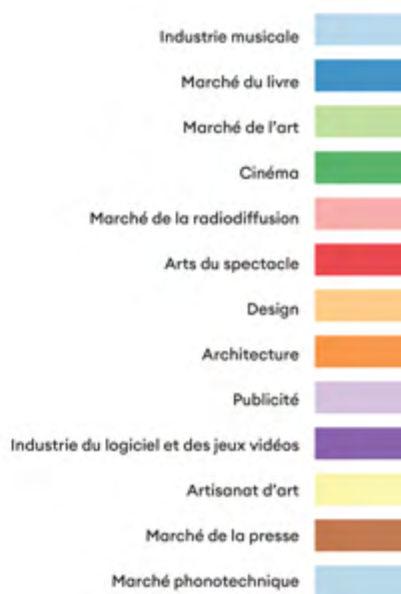 Industrie musicale
Marché du livre
Marché de l'art
Cinéma
Marché de la radiodiffusion
Arts du spectacle
Design
Architecture
Publicité
Industrie du logiciel et des jeux vidéos
Artisanat d'art
Marché de la presse
Marché phonotechnique